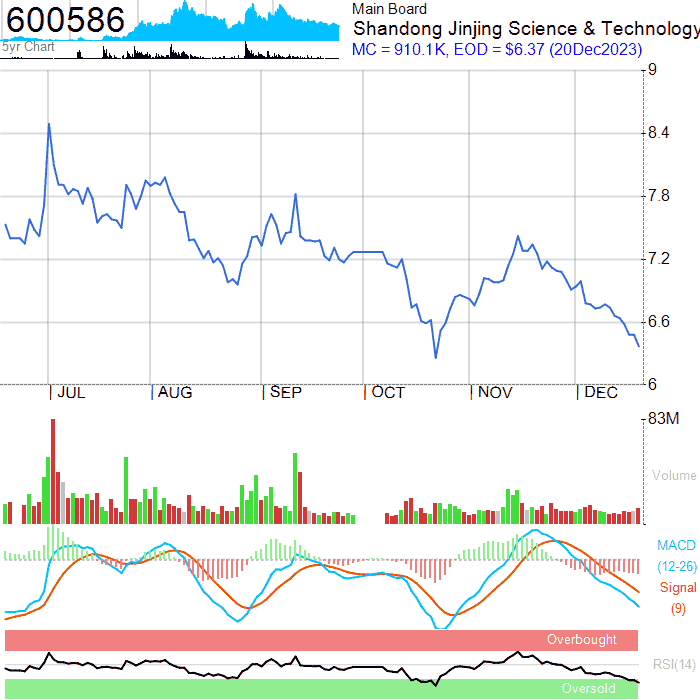 600586
5yr Chart
Main Board
Shandong Jinjing Science & Technology
MC = 910.1K, EOD = $6.37 (20Dec2023)
9
8.4
7.8
7.2
6.6
6
JUL
AUG
SEP
OCT
NOV
DEC
83M
Volume
MACD
(12-26)
Signal
(9)
Overbought
RSI(14)
Oversold